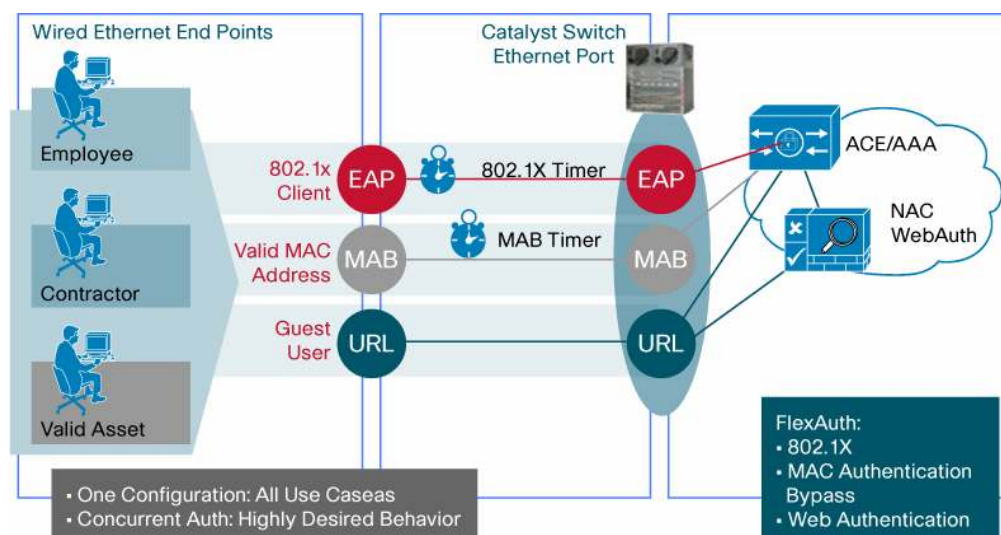 Wired Ethernet End Points
Catalyst Switch
Ethernet Port
Employee
Contractor
Valid Asset
802.1x
Client
EAP
802.1X Timer
EAP
Valid MAC
Address
MAB
MAB Timer
MAB
Guest
User
URL
URL
ACE/AAA
NAC
WebAuth
▪ One Configuration: All Use Caseas
▪ Concurrent Auth: Highly Desired Behavior
FlexAuth:
▪ 802.1X
▪ MAC Authentication
Bypass
▪ Web Authentication